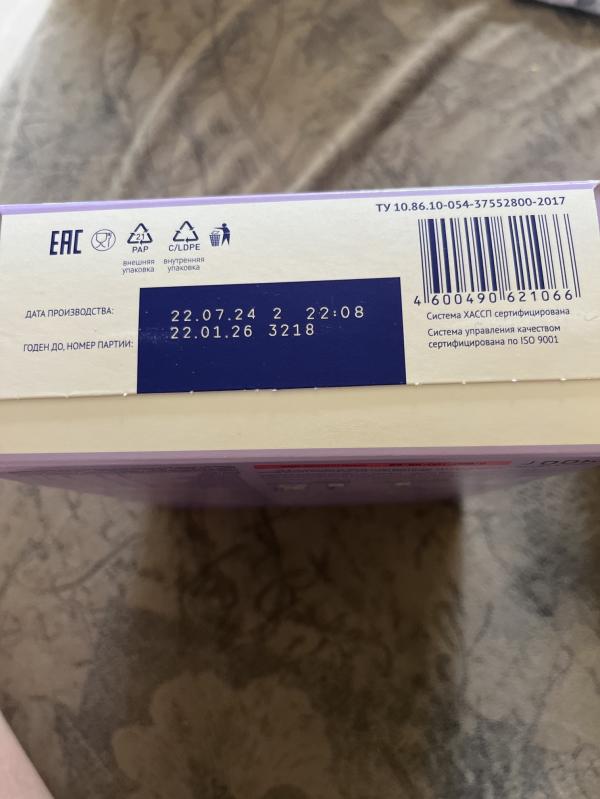 ТУ 10.86.10-054-37552800-2017
EAC
21
PAP
внешняя
упаковка
C/LDPE
внутренняя
упаковка
4 600490 621066
Система ХАССП сертифицирована
Система управления качеством
сертифицирована по ISO 9001
ДАТА ПРОИЗВОДСТВА:
22.07.24 2 22:08
ГОДЕН ДО, НОМЕР ПАРТИИ:
22.01.26 3218